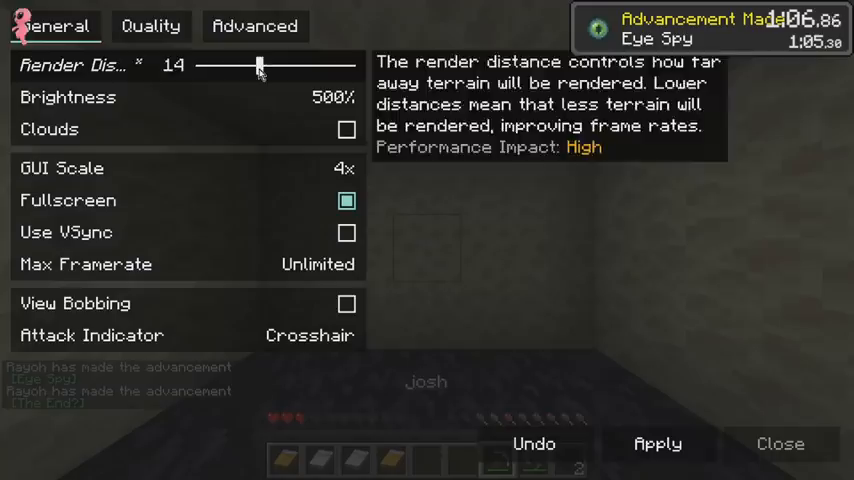 General Quality Advanced
Advancement Made
1:06.86
Eye Spy
1:05.30
Render Dis... * 14
Brightness 500%
Clouds
GUI Scale 4x
Fullscreen
Use VSync
Max Framerate Unlimited
View Bobbing
Attack Indicator Crosshair
The render distance controls how far
away terrain will be rendered. Lower
distances mean that less terrain will
be rendered, improving frame rates.
Performance Impact: High
Rayoh has made the advancement
[Eye Spy]
Rayoh has made the advancement
[The End?]
josh
Undo Apply Close
2